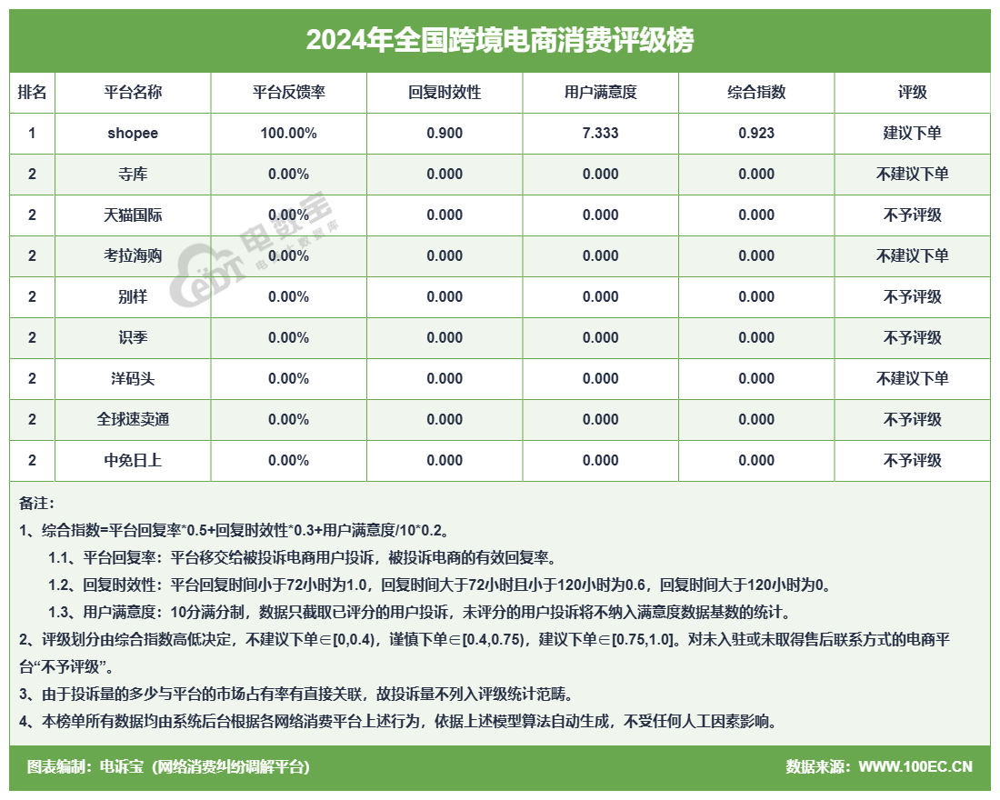 2024年全国跨境电商消费评级榜
排名 平台名称 平台反馈率 回复时效性 用户满意度 综合指数 评级
1 shopee 100.00% 0.900 7.333 0.923 建议下单
2 寺库 0.00% 0.000 0.000 0.000 不建议下单
2 天猫国际 0.00% 0.000 0.000 0.000 不予评级
2 考拉海购 0.00% 0.000 0.000 0.000 不建议下单
2 别样 0.00% 0.000 0.000 0.000 不予评级
2 识季 0.00% 0.000 0.000 0.000 不予评级
2 洋码头 0.00% 0.000 0.000 0.000 不建议下单
2 全球速卖通 0.00% 0.000 0.000 0.000 不予评级
2 中免日上 0.00% 0.000 0.000 0.000 不予评级
电数宝
eDT
备注：
1、综合指数=平台回复率*0.5+回复时效性*0.3+用户满意度/10*0.2。
1.1、平台回复率：平台移交给被投诉电商用户投诉，被投诉电商的有效回复率。
1.2、回复时效性：平台回复时间小于72小时为1.0，回复时间大于72小时且小于120小时为0.6，回复时间大于120小时为0。
1.3、用户满意度：10分满分制，数据只截取已评分的用户投诉，未评分的用户投诉将不纳入满意度数据基数的统计。
2、评级划分由综合指数高低决定，不建议下单∈[0,0.4)，谨慎下单∈[0.4,0.75)，建议下单∈[0.75,1.0]。对未入驻或未取得售后联系方式的电商平
台“不予评级”。
3、由于投诉量的多少与平台的市场占有率有直接关联，故投诉量不列入评级统计范畴。
4、本榜单所有数据均由系统后台根据各网络消费平台上述行为，依据上述模型算法自动生成，不受任何人工因素影响。
图表编制：电诉宝（网络消费纠纷调解平台） 数据来源：WWW.100EC.CN